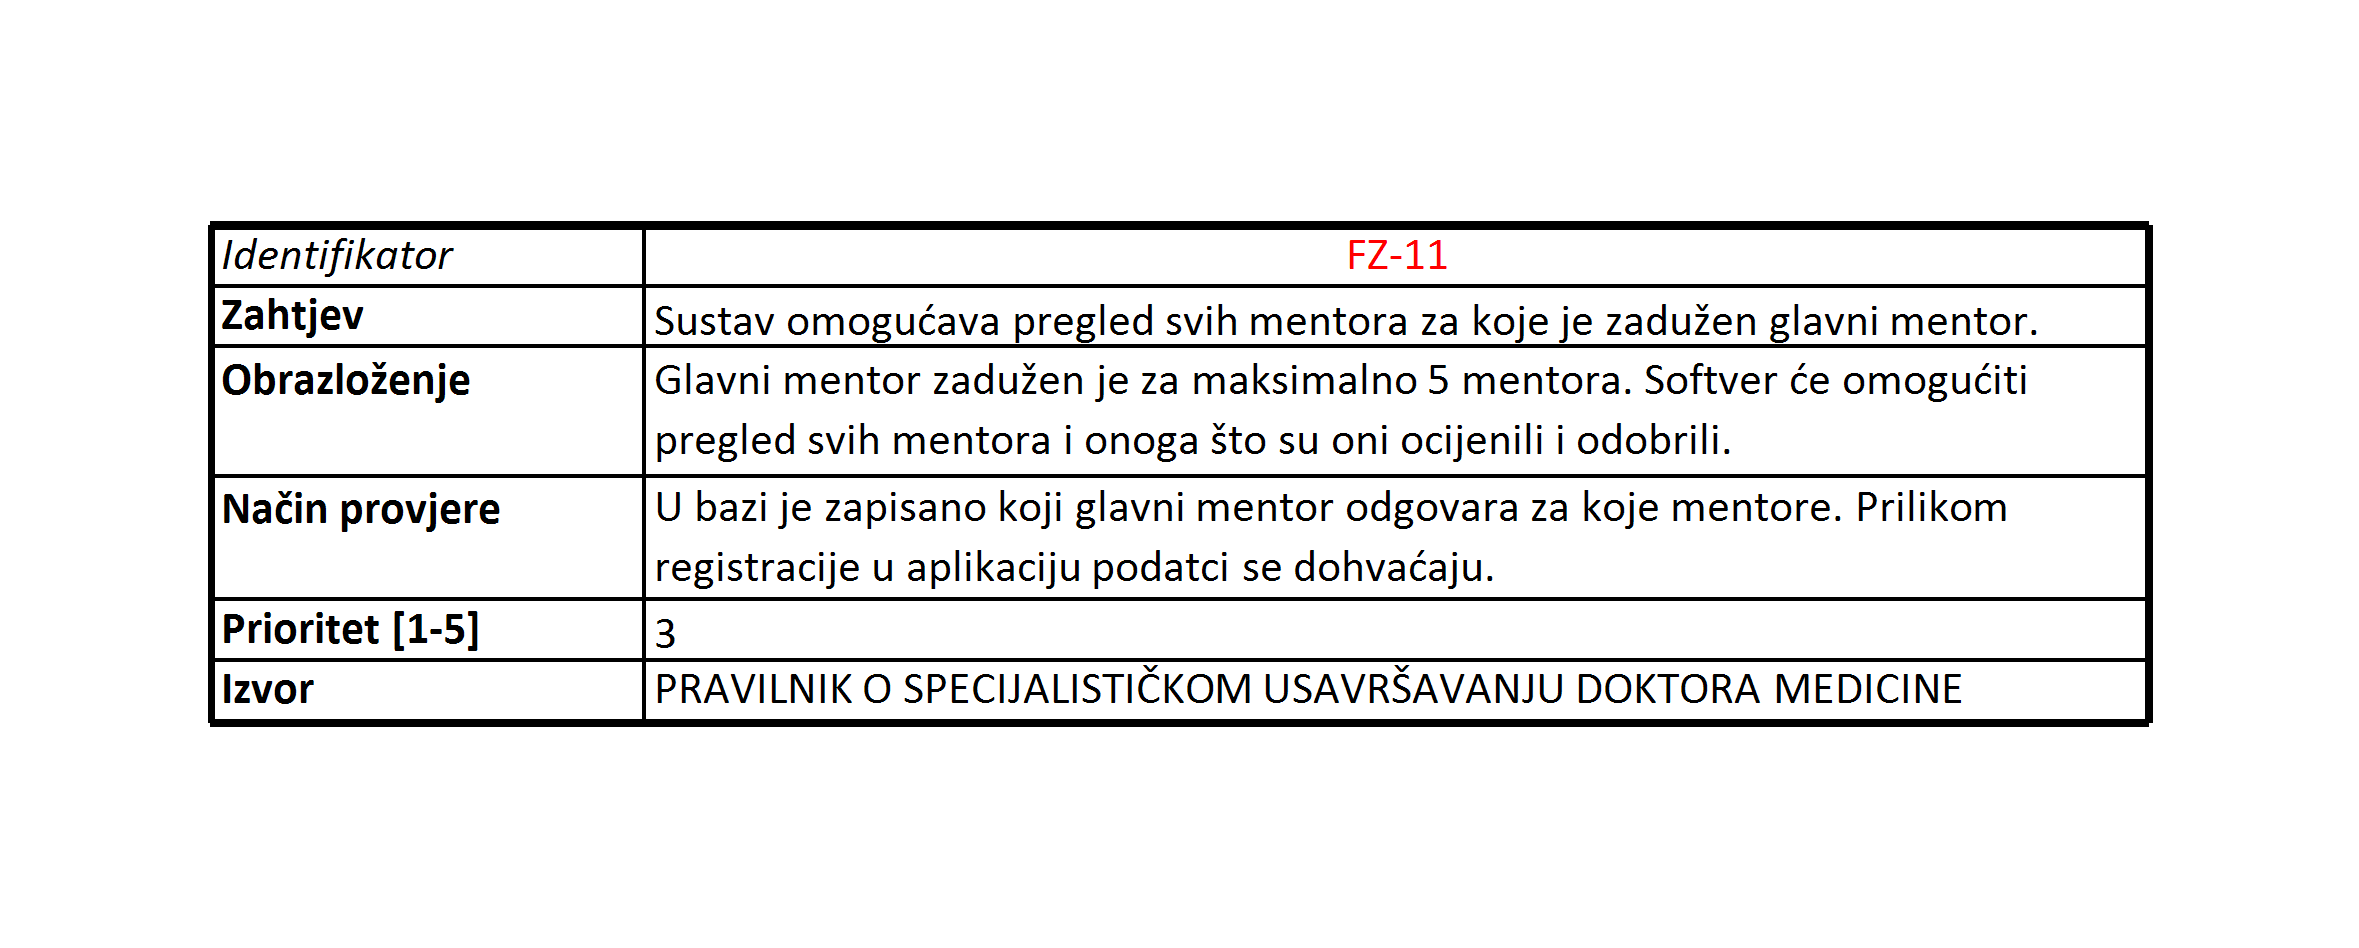 Identifikator FZ-11
Zahtjev Sustav omogućava pregled svih mentora za koje je zadužen glavni mentor.
Obrazloženje Glavni mentor zadužen je za maksimalno 5 mentora. Softver će omogućiti
pregled svih mentora i onoga što su oni ocijenili i odobrili.
Način provjere U bazi je zapisano koji glavni mentor odgovara za koje mentore. Prilikom
registracije u aplikaciju podatci se dohvaćaju.
Prioritet [1-5] 3
Izvor PRAVILNIK O SPECIJALISTIČKOM USAVRŠAVANJU DOKTORA MEDICINE